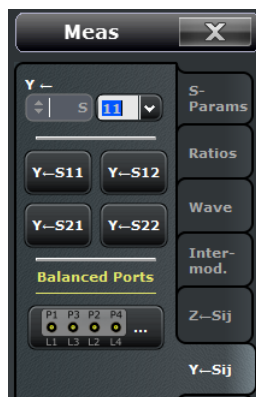 Meas X
Y ←
S 11
Y←S11 Y←S12
Y←S21 Y←S22
Balanced Ports
P1 P3 P2 P4
...
L1 L3 L2 L4
S-
Params
Ratios
Wave
Inter-
mod.
Z←Sij
Y←Sij